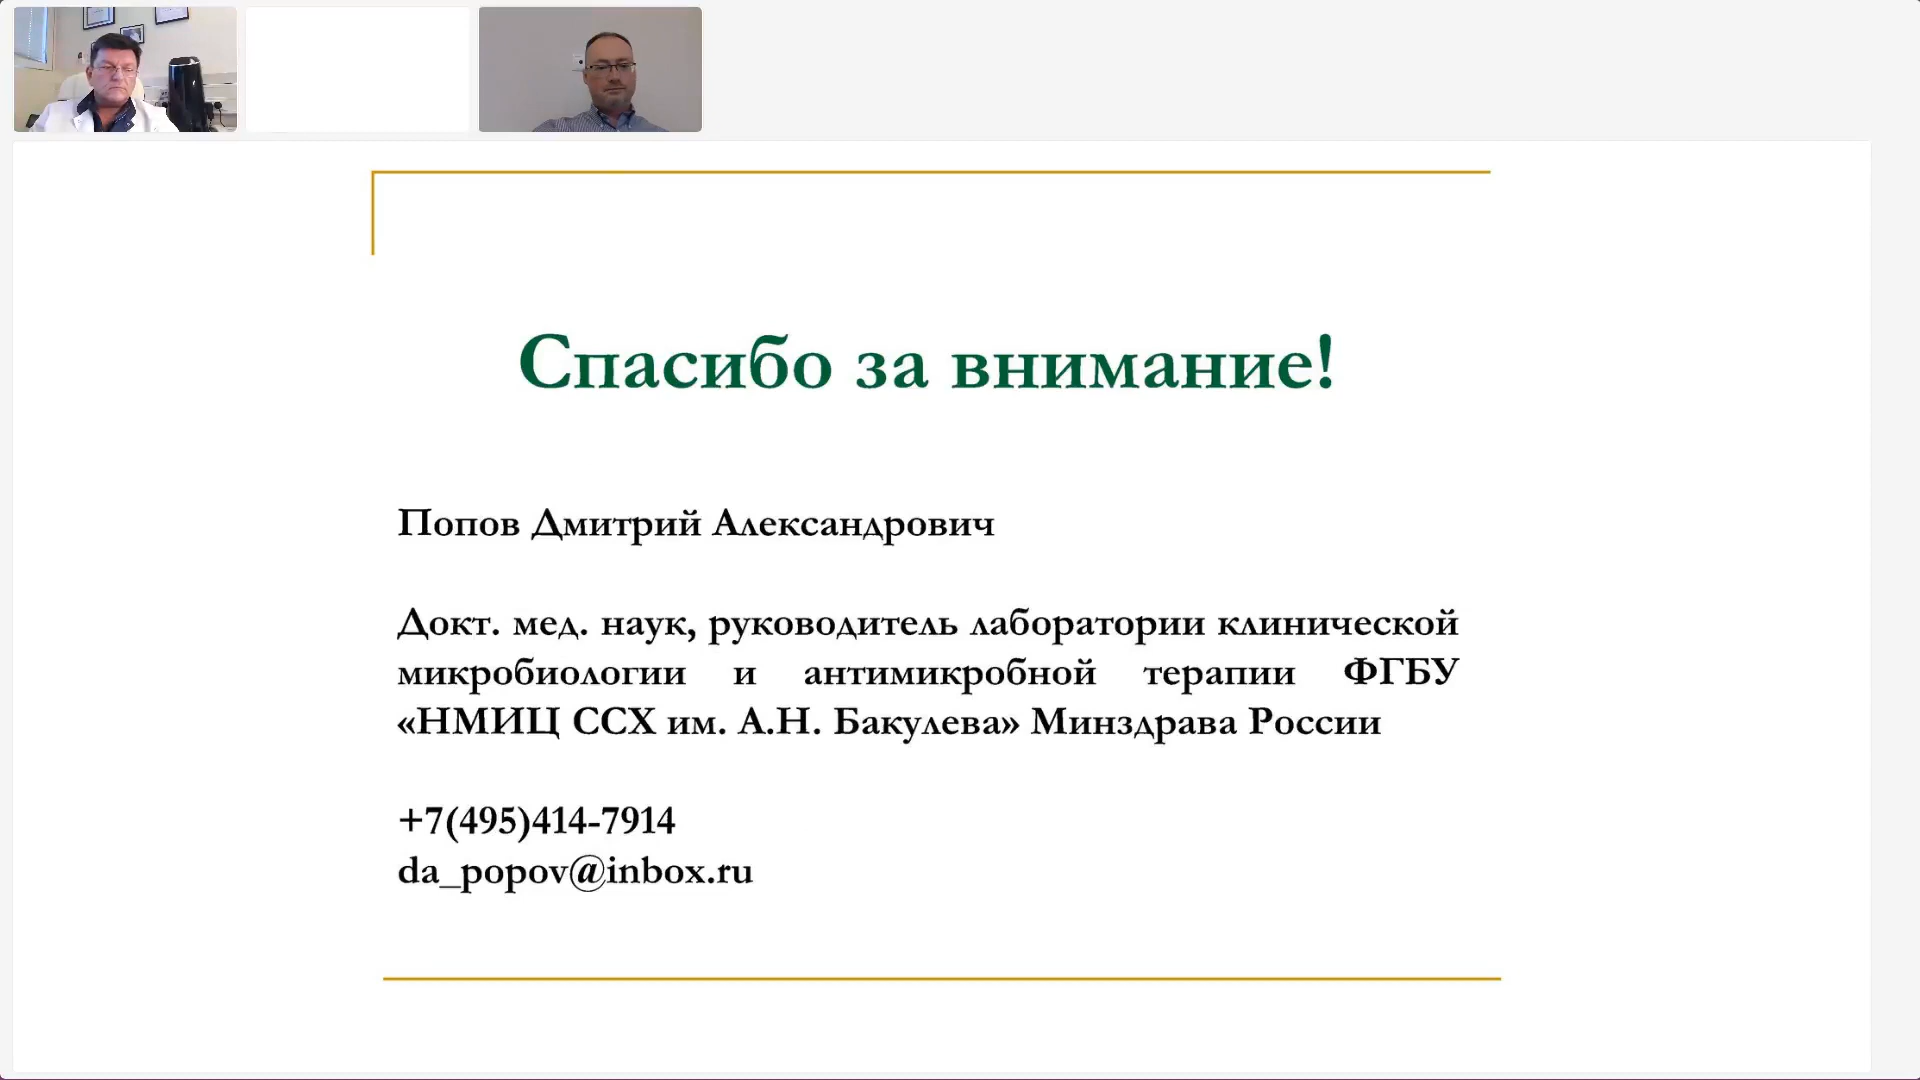 Спасибо за внимание!
Попов Дмитрий Александрович
Докт. мед. наук, руководитель лаборатории клинической
микробиологии и антимикробной терапии ФГБУ
«НМИЦ ССХ им. А.Н. Бакулева» Минздрава России
+7(495)414-7914
da_popov@inbox.ru